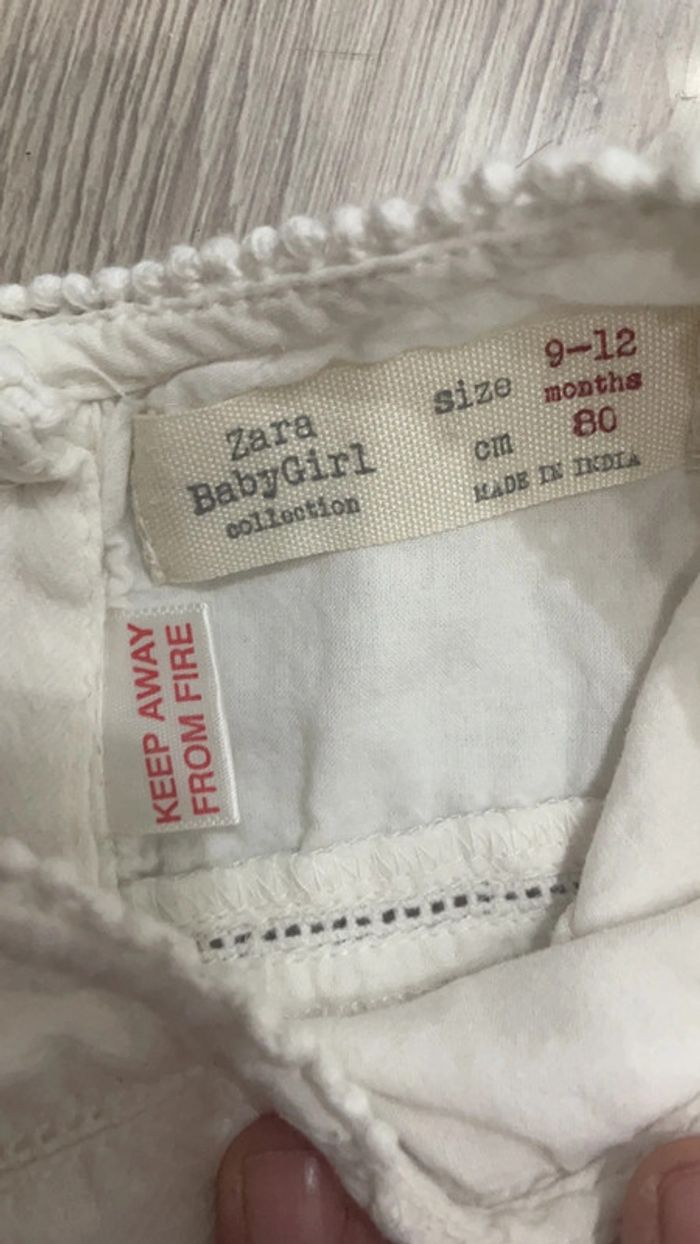 Zara
BabyGirl
collection
size 9-12
months
cm 80
MADE IN INDIA
KEEP AWAY
FROM FIRE